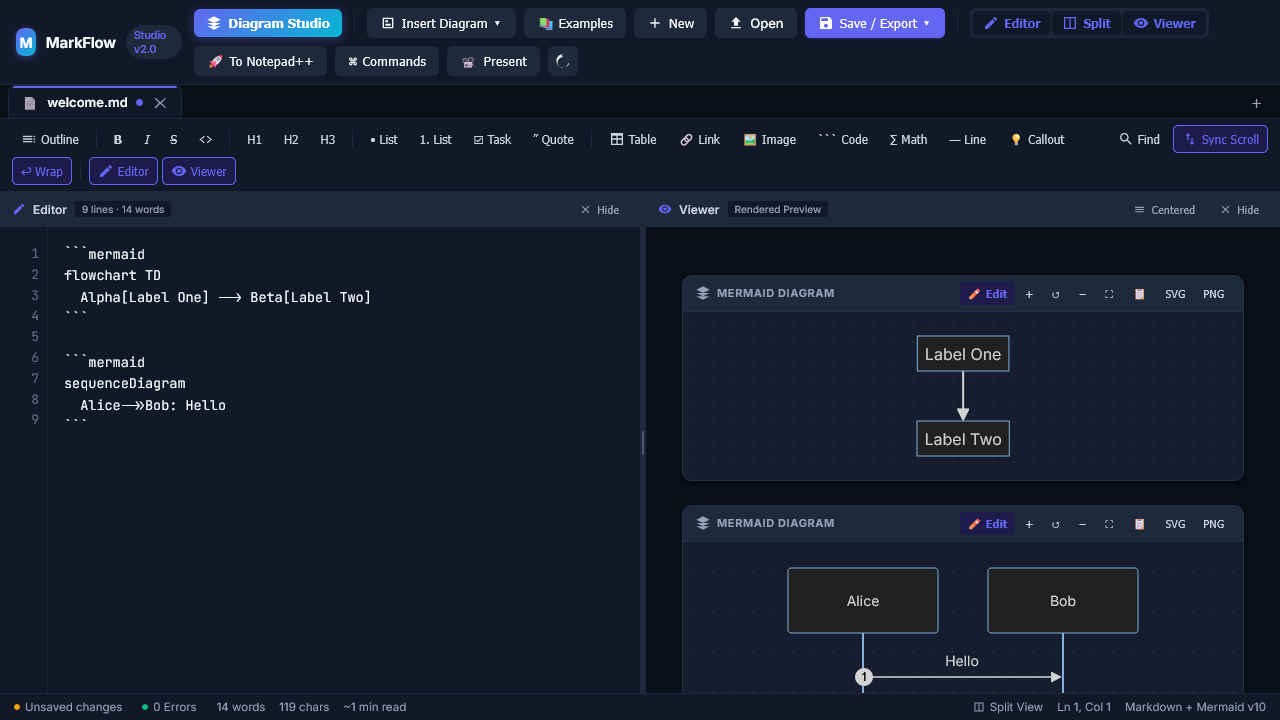 M MarkFlow Studio v2.0
Diagram Studio Insert Diagram ▾ Examples + New Open Save / Export ▾ Editor Split Viewer
To Notepad++ ⌘ Commands Present
welcome.md ● × +
Outline B I S <> H1 H2 H3 • List 1. List ☑ Task ″ Quote Table Link Image ``` Code ∑ Math — Line Callout Find Sync Scroll
↩ Wrap Editor Viewer
Editor 9 lines · 14 words × Hide
Viewer Rendered Preview Centered × Hide
1 ```mermaid
2 flowchart TD
3 Alpha[Label One] --> Beta[Label Two]
4 ```
5
6 ```mermaid
7 sequenceDiagram
8 Alice-->>Bob: Hello
9 ```
MERMAID DIAGRAM Edit + ↺ − ⛶ SVG PNG
Label One
Label Two
MERMAID DIAGRAM Edit + ↺ − ⛶ SVG PNG
Alice Bob
Hello
1
Unsaved changes 0 Errors 14 words 119 chars ~1 min read Split View Ln 1, Col 1 Markdown + Mermaid v10